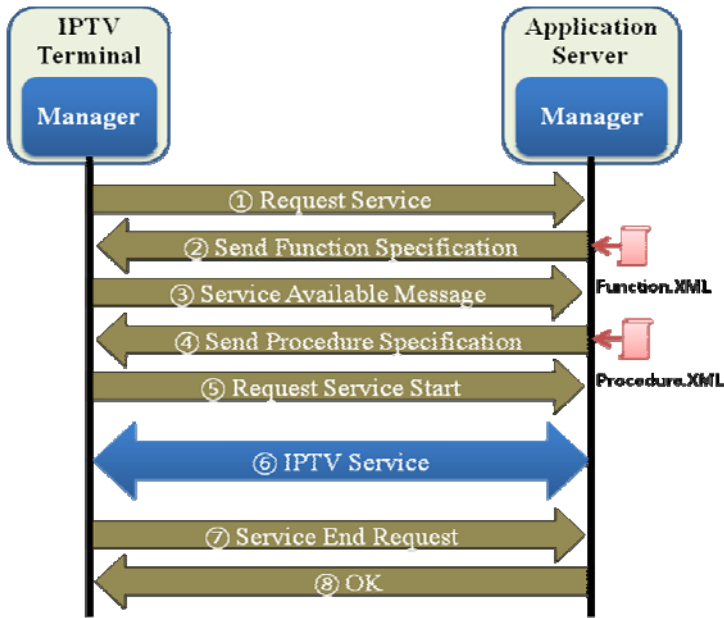 IPTV
Terminal
Manager
Application
Server
Manager
① Request Service
② Send Function Specification
Function.XML
③ Service Available Message
④ Send Procedure Specification
Procedure.XML
⑤ Request Service Start
⑥ IPTV Service
⑦ Service End Request
⑧ OK